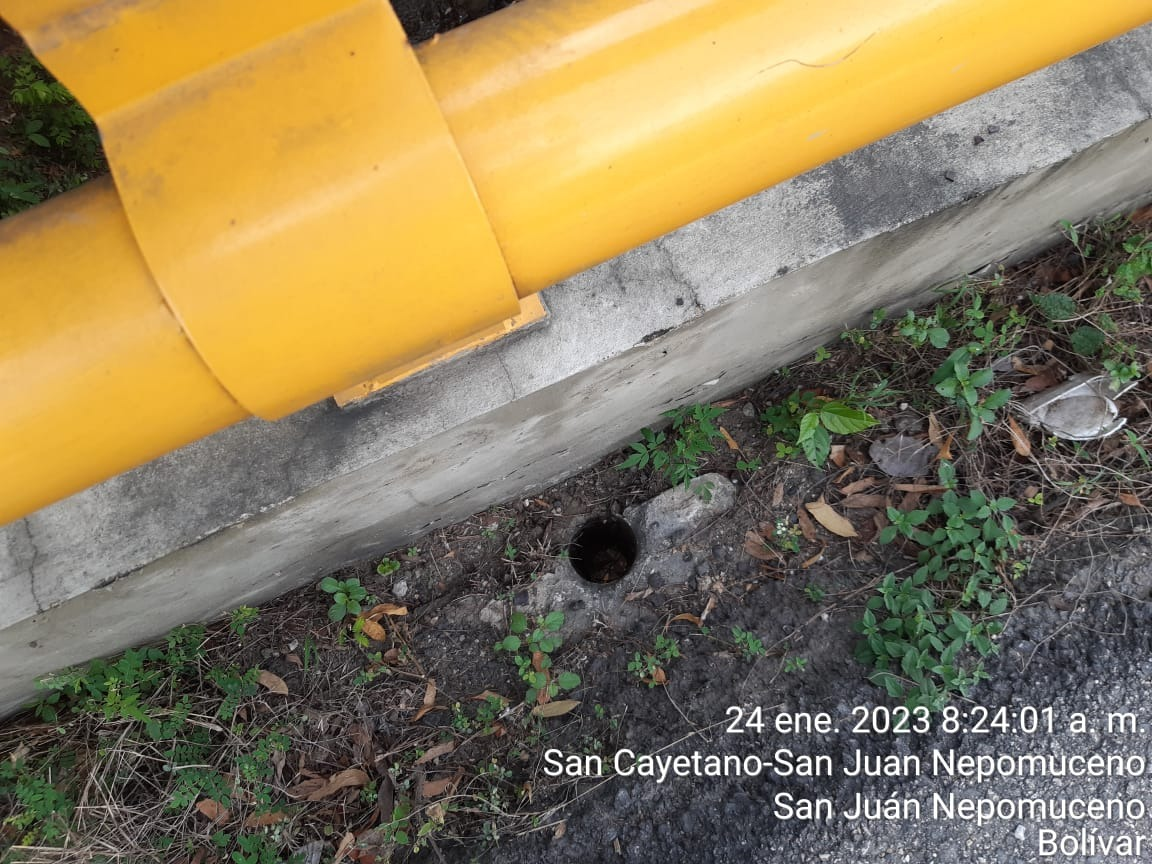 24 ene. 2023 8:24:01 a. m.
San Cayetano-San Juan Nepomuceno
San Juán Nepomuceno
Bolívar